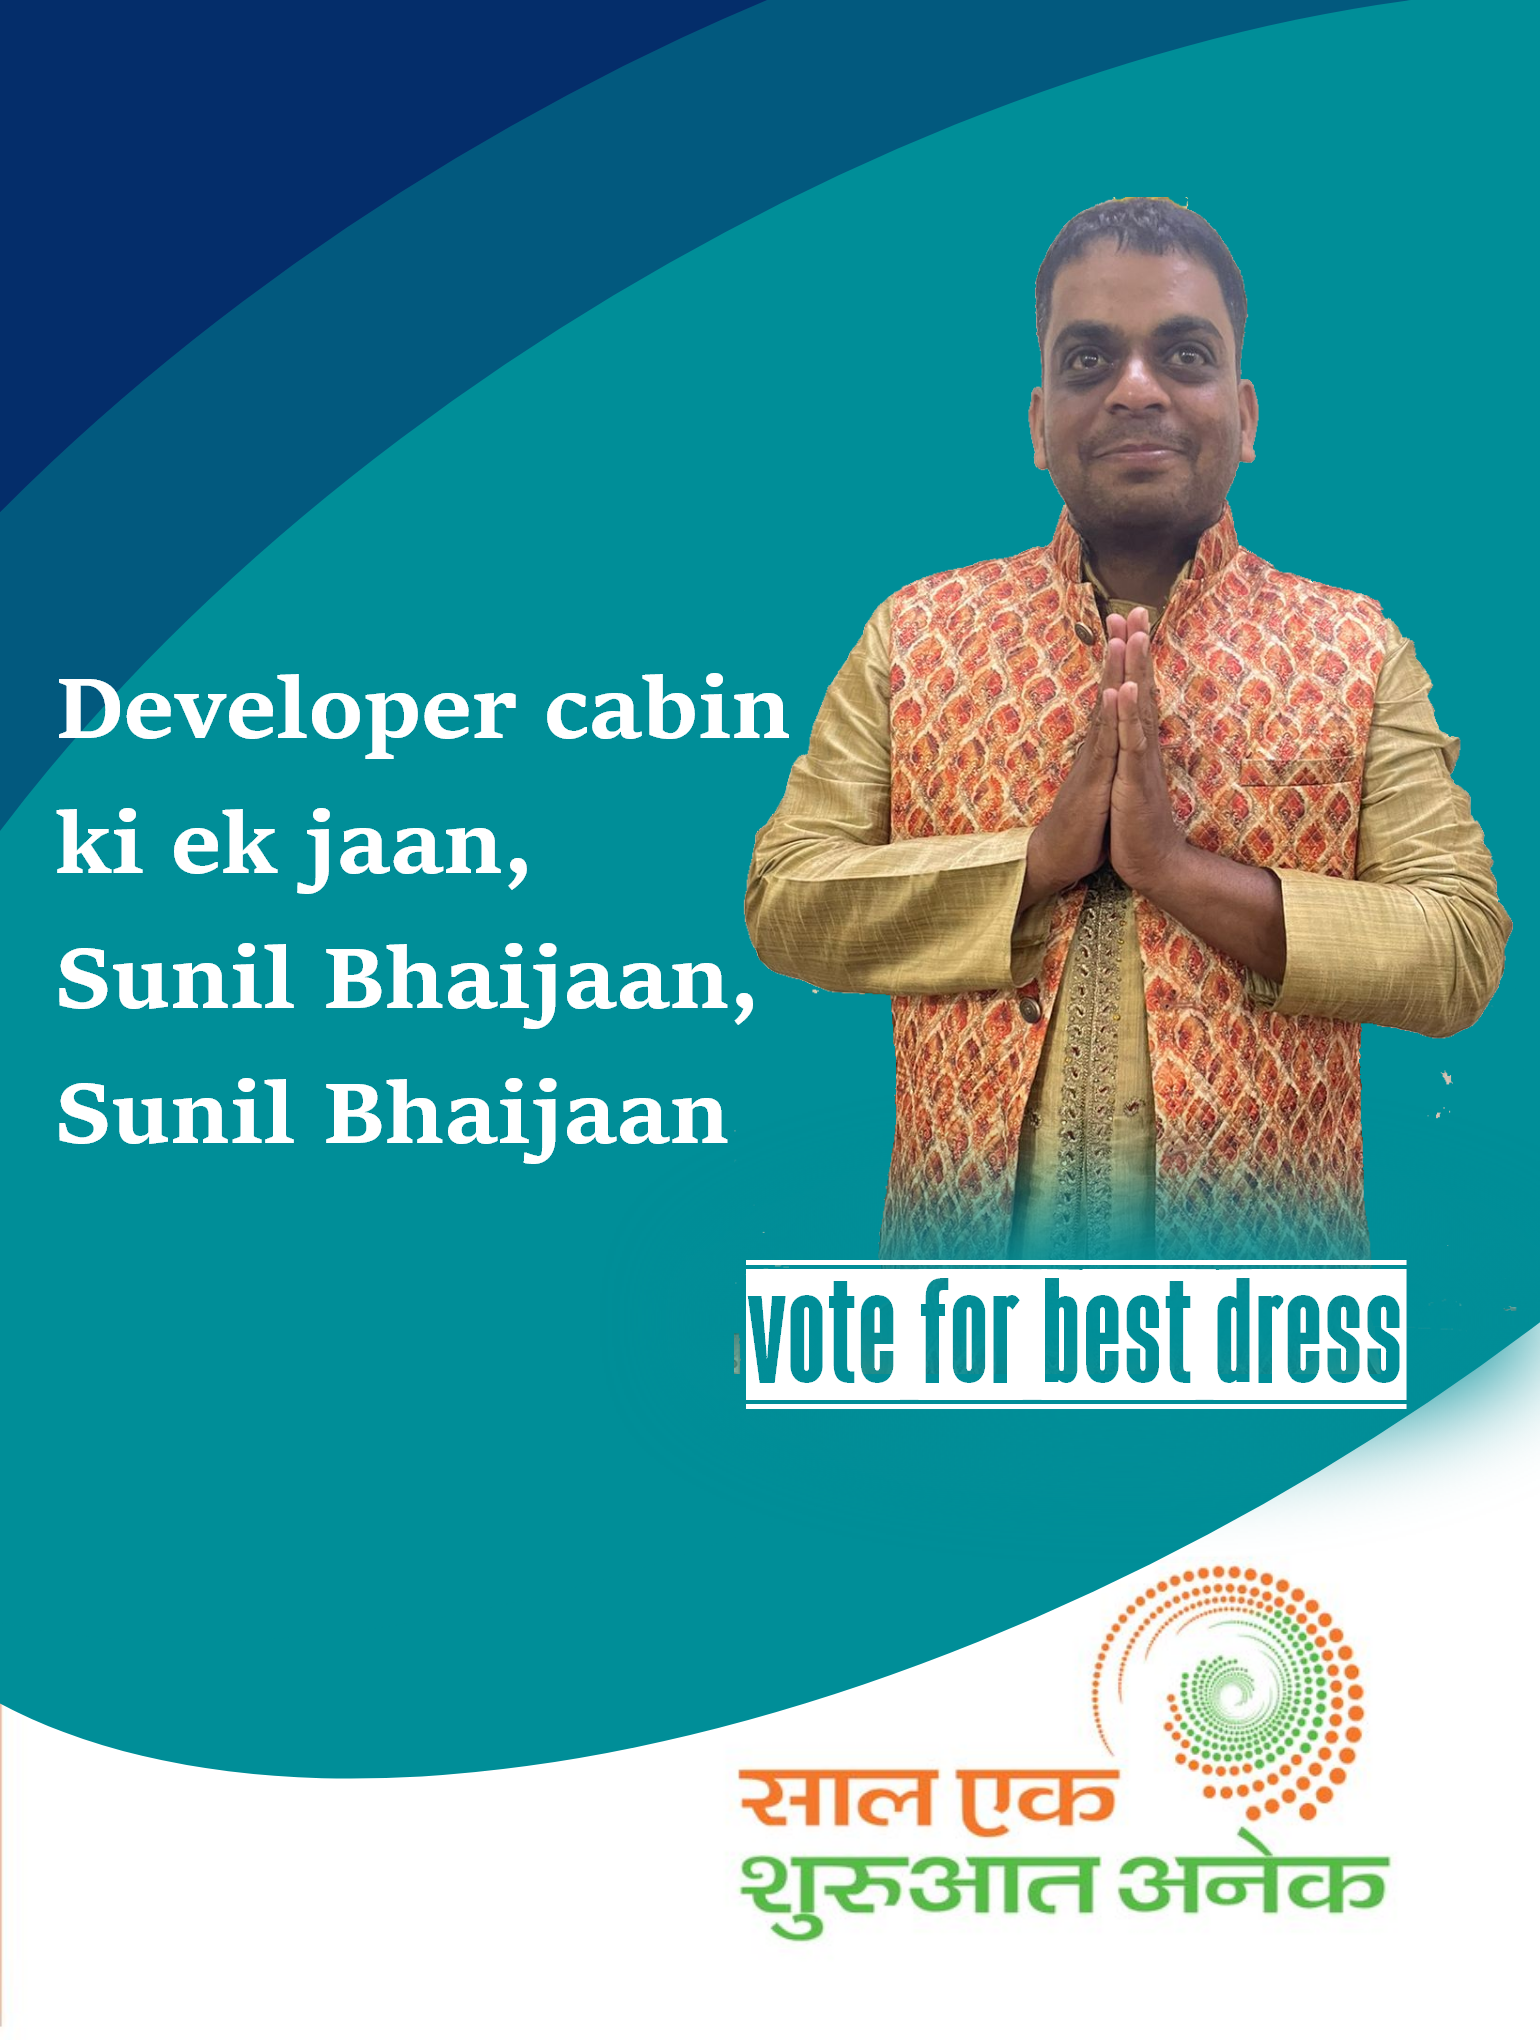 Developer cabin
ki ek jaan,
Sunil Bhaijaan,
Sunil Bhaijaan
vote for best dress
साल एक
शुरुआत अनेक